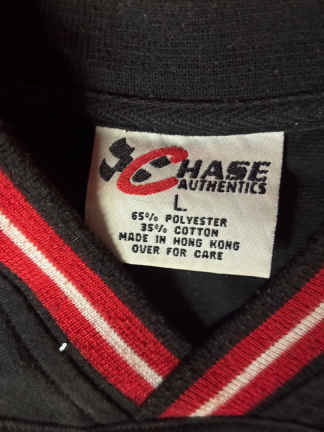 CHASE
AUTHENTICS
L
65% POLYESTER
35% COTTON
MADE IN HONG KONG
OVER FOR CARE